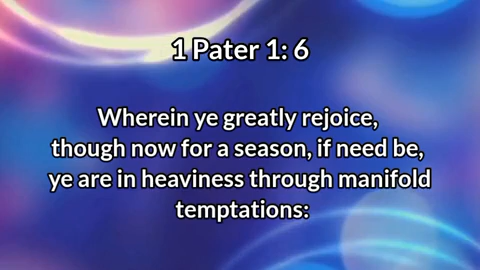 1 Pater 1: 6
Wherein ye greatly rejoice,
though now for a season, if need be,
ye are in heaviness through manifold
temptations: